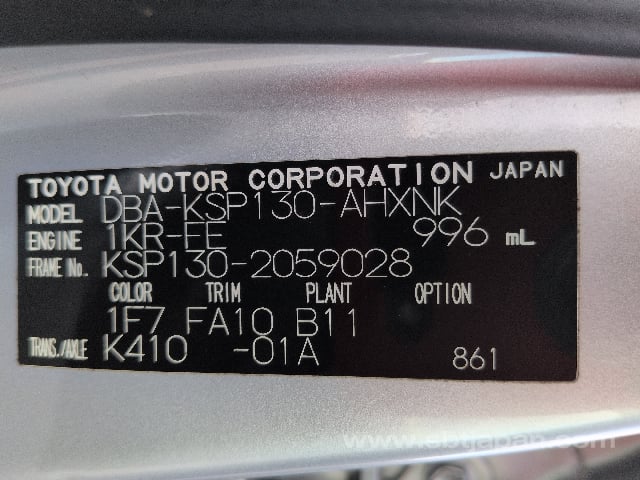 TOYOTA MOTOR CORPORATION JAPAN
MODEL DBA-KSP130-AHXNK
ENGINE 1KR-FE 996 mL
FRAME No. KSP130-2059028
COLOR TRIM PLANT OPTION
1F7 FA10 B11
TRANS./AXLE K410 -01A 861
www.sbtjapan.com